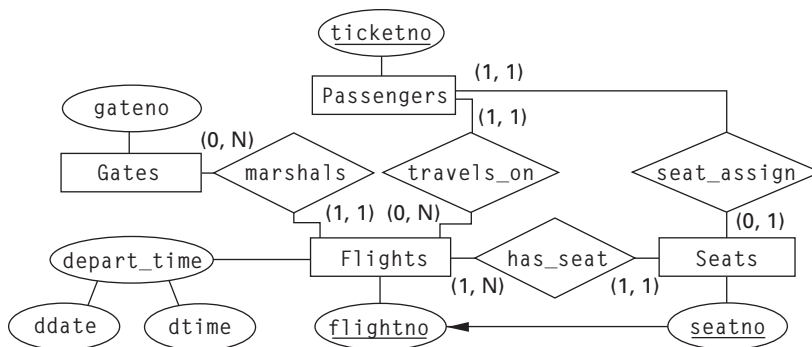 ticketno
(1, 1)
Passengers
gateno
(1, 1)
(0, N)
Gates
marshals
travels_on
seat_assign
(1, 1)
(0, N)
(0, 1)
depart_time
Flights
has_seat
Seats
(1, N)
(1, 1)
ddate
dtime
flightno
seatno